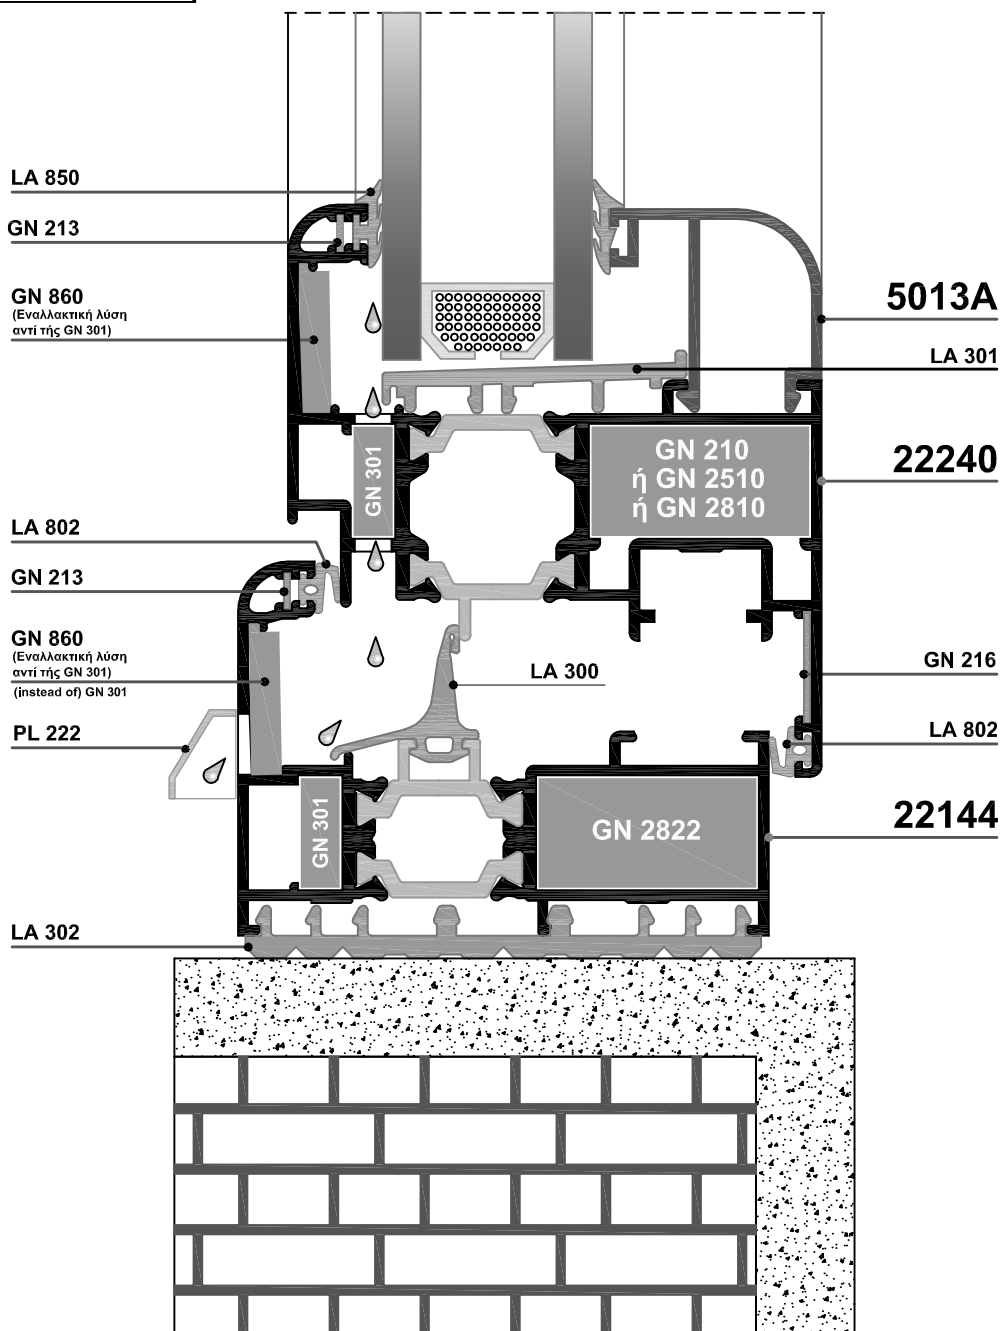 LA 850
GN 213
GN 860
(Εναλλακτική λύση
αντί τής GN 301)
5013A
LA 301
GN 301
GN 210
ή GN 2510
ή GN 2810
22240
LA 802
GN 213
GN 860
(Εναλλακτική λύση
αντί τής GN 301)
(instead of) GN 301
LA 300
GN 216
PL 222
LA 802
GN 301
GN 2822
22144
LA 302